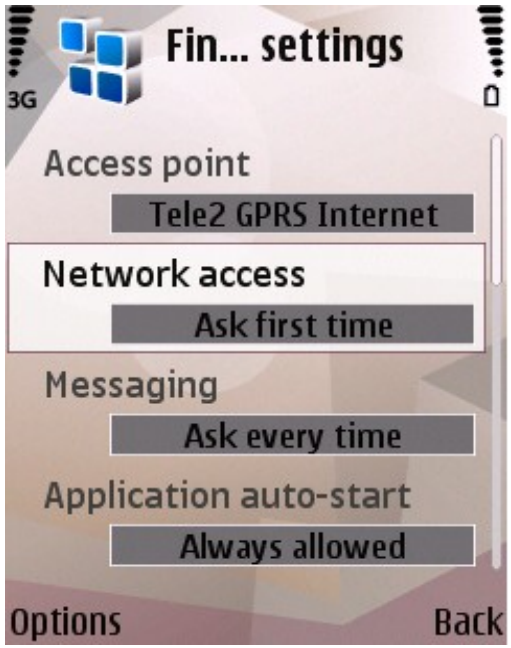 Fin... settings
3G
Access point
Tele2 GPRS Internet
Network access
Ask first time
Messaging
Ask every time
Application auto-start
Always allowed
Options
Back